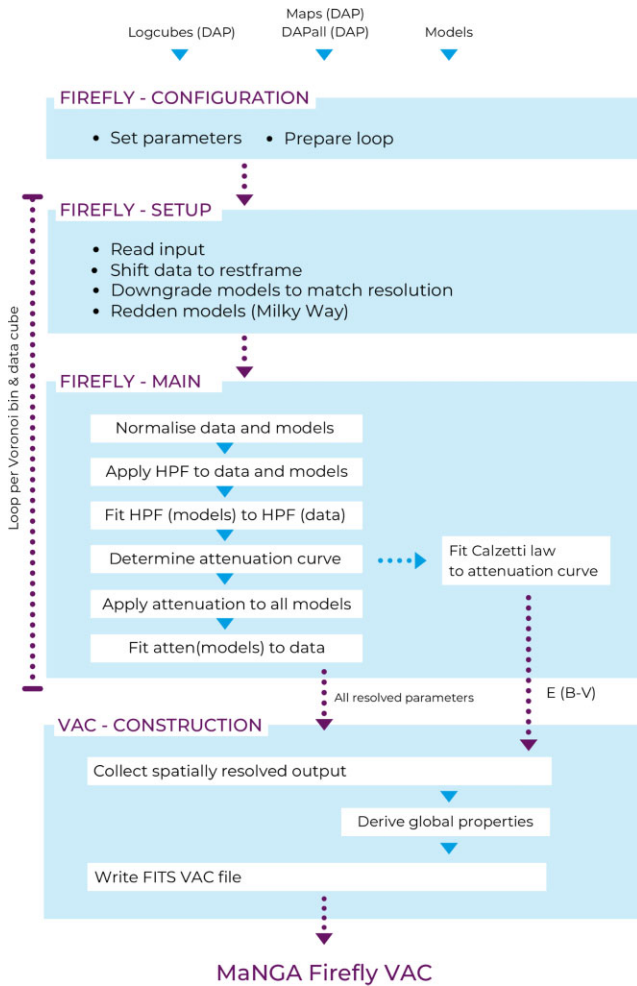 Logcubes (DAP)
Maps (DAP)
DAPall (DAP)
Models
FIREFLY - CONFIGURATION
• Set parameters • Prepare loop
Loop per Voronoi bin & data cube
FIREFLY - SETUP
• Read input
• Shift data to restframe
• Downgrade models to match resolution
• Redden models (Milky Way)
FIREFLY - MAIN
Normalise data and models
Apply HPF to data and models
Fit HPF (models) to HPF (data)
Determine attenuation curve
Fit Calzetti law
to attenuation curve
Apply attenuation to all models
Fit atten(models) to data
All resolved parameters
E (B-V)
VAC - CONSTRUCTION
Collect spatially resolved output
Derive global properties
Write FITS VAC file
MaNGA Firefly VAC